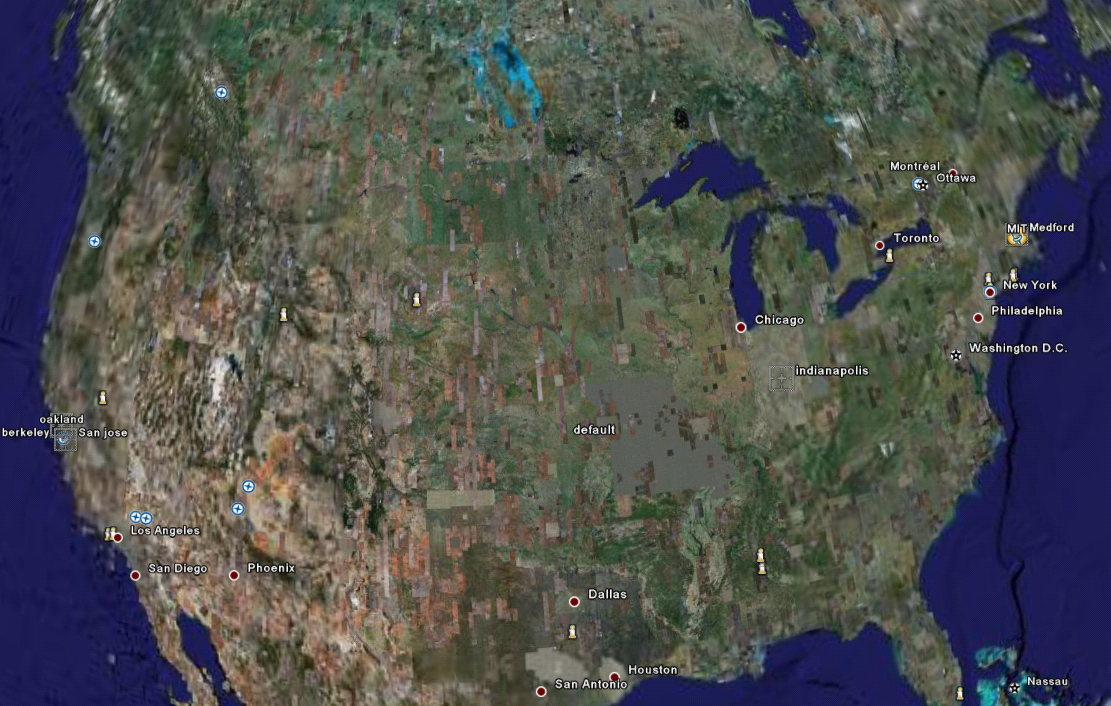 Montréal
Ottawa
MIT Medford
Toronto
New York
Philadelphia
Chicago
Washington D.C.
indianapolis
oakland
default
berkeley
San jose
Los Angeles
San Diego
Phoenix
Dallas
Houston
San Antonio
Nassau